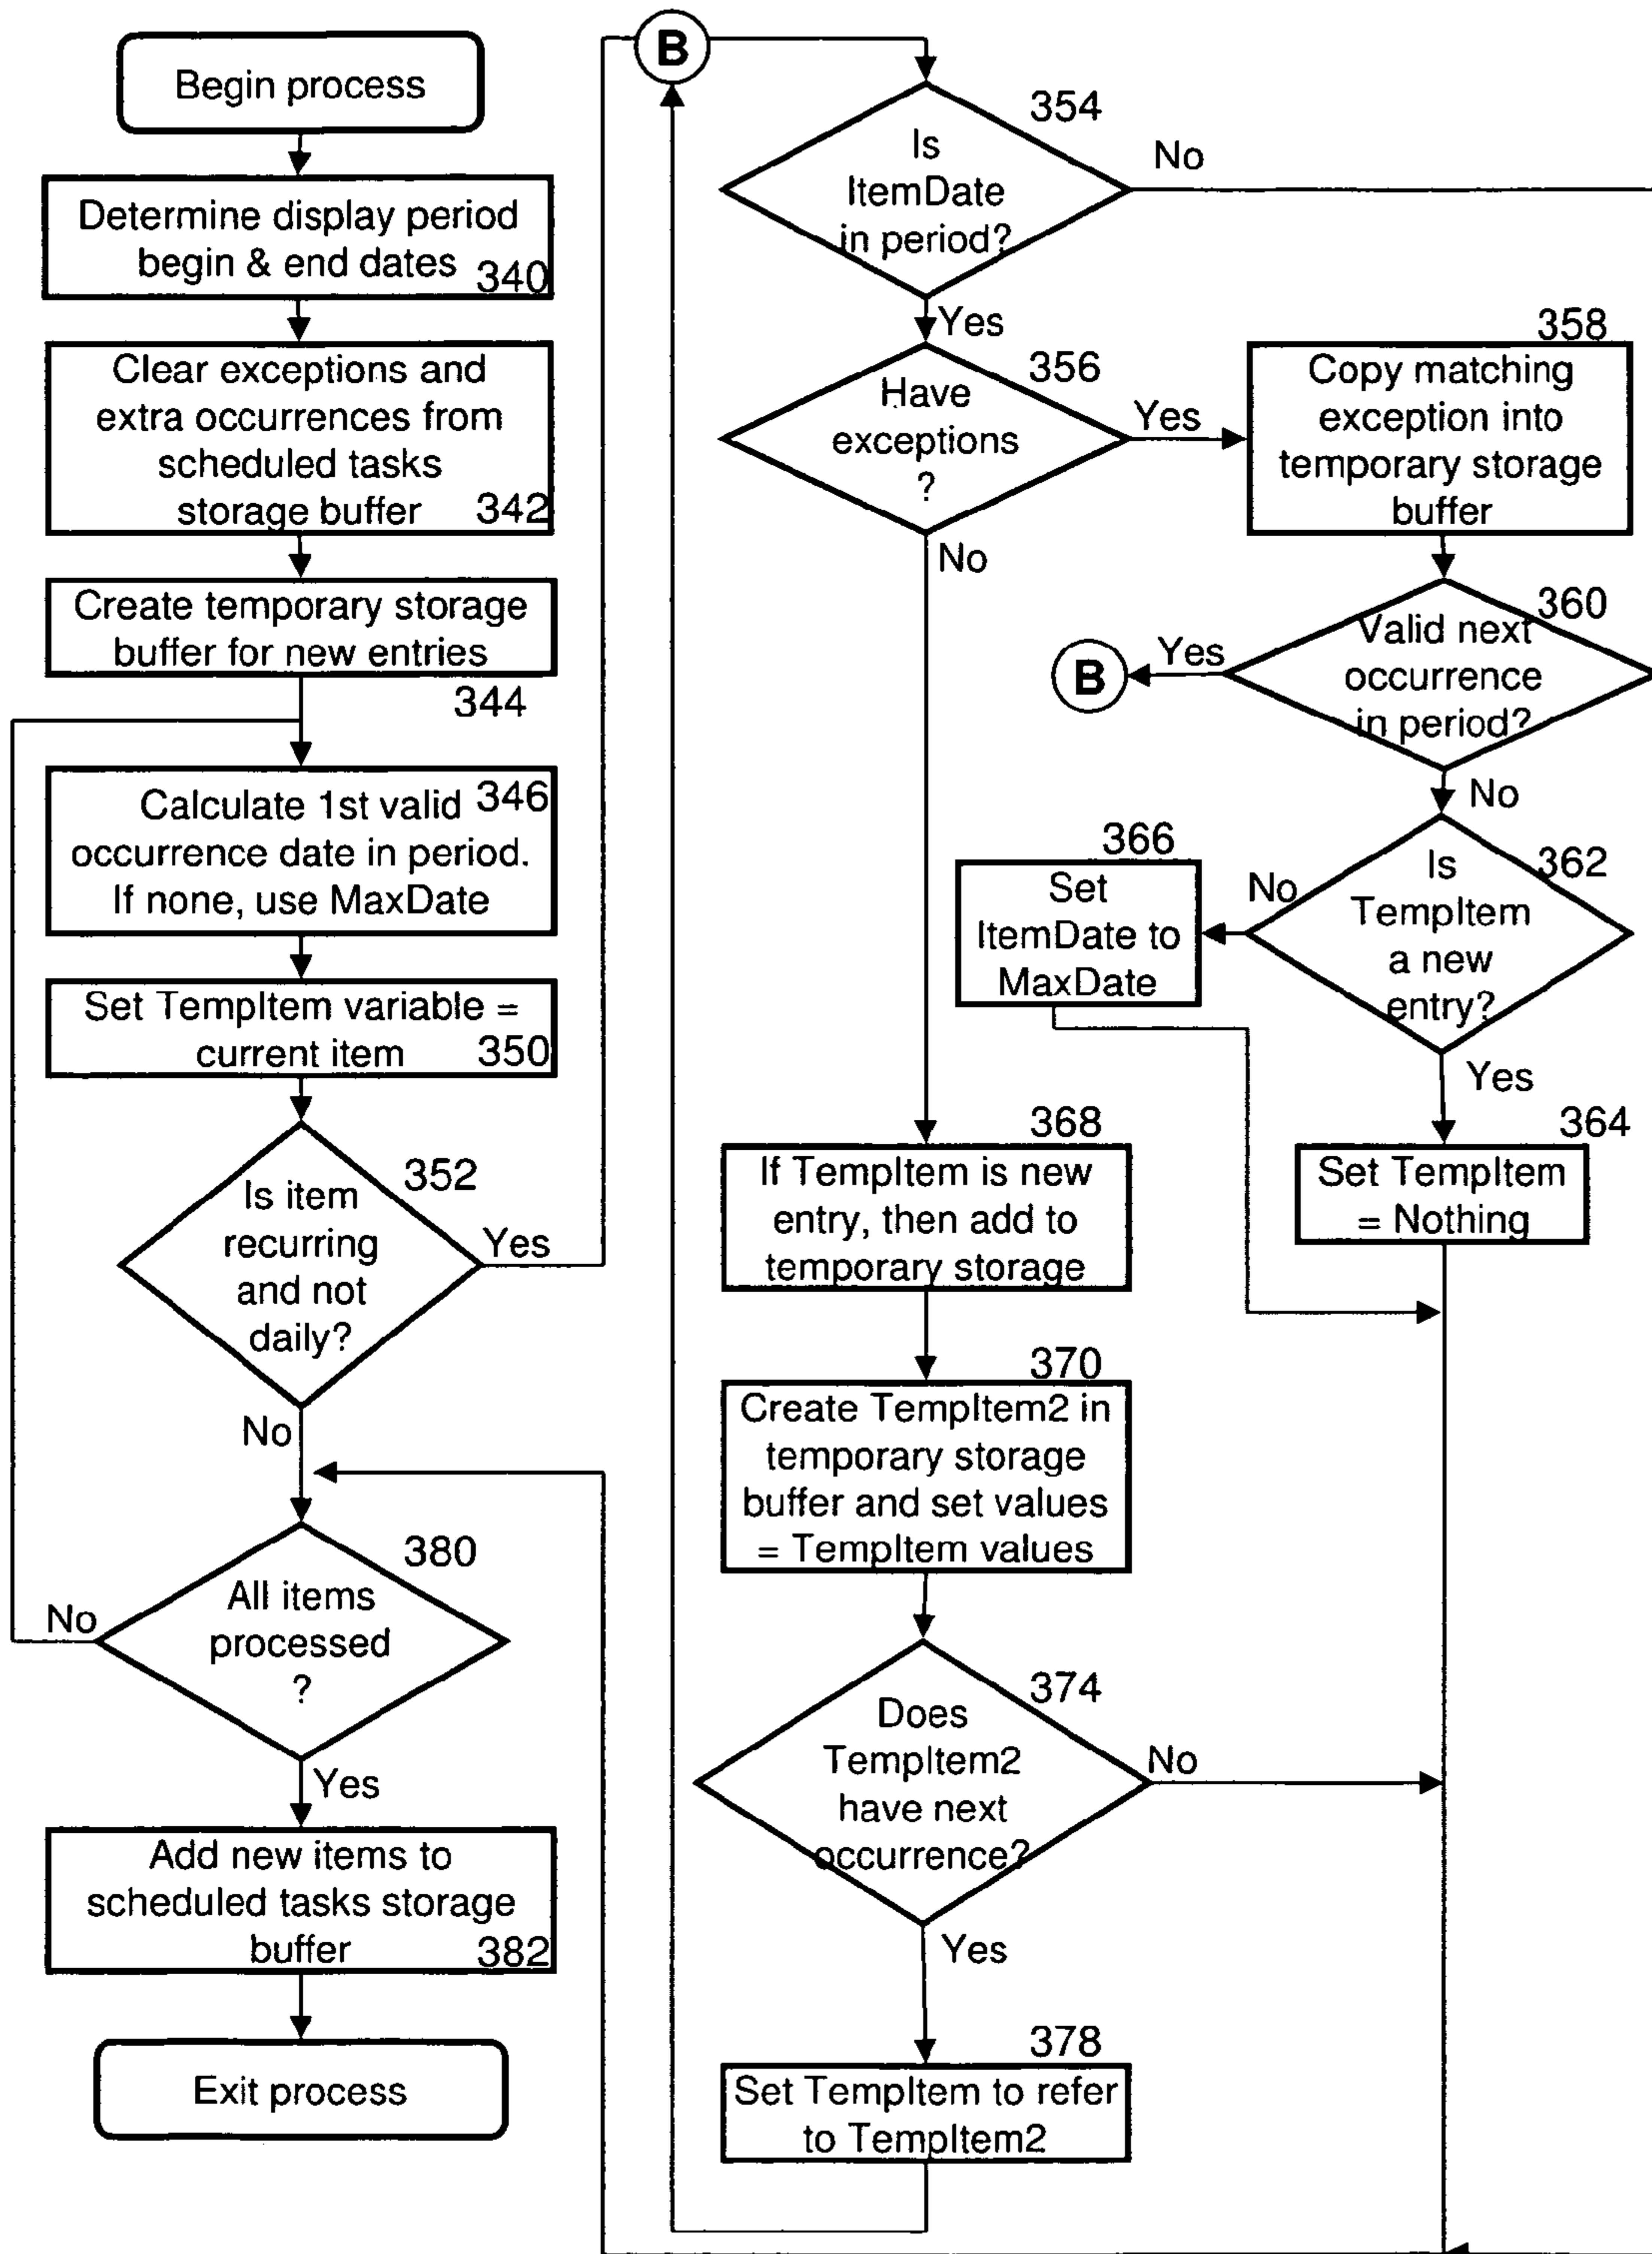 Begin process
Determine display period
begin & end dates 340
Clear exceptions and
extra occurrences from
scheduled tasks
storage buffer 342
Create temporary storage
buffer for new entries
344
Calculate 1st valid 346
occurrence date in period.
If none, use MaxDate
Set TempItem variable =
current item 350
352
Is item
recurring
and not
daily?
Yes
No
380
All items
processed
?
No
Yes
Add new items to
scheduled tasks storage
buffer 382
Exit process
B
354
Is
ItemDate
in period?
No
Yes
356
Have
exceptions
?
Yes
No
358
Copy matching
exception into
temporary storage
buffer
360
Valid next
occurrence
in period?
Yes
B
No
362
Is
TempItem
a new
entry?
No
366
Set
ItemDate to
MaxDate
Yes
364
Set TempItem
= Nothing
368
If TempItem is new
entry, then add to
temporary storage
370
Create TempItem2 in
temporary storage
buffer and set values
= TempItem values
374
Does
TempItem2
have next
occurrence?
No
Yes
378
Set TempItem to refer
to TempItem2